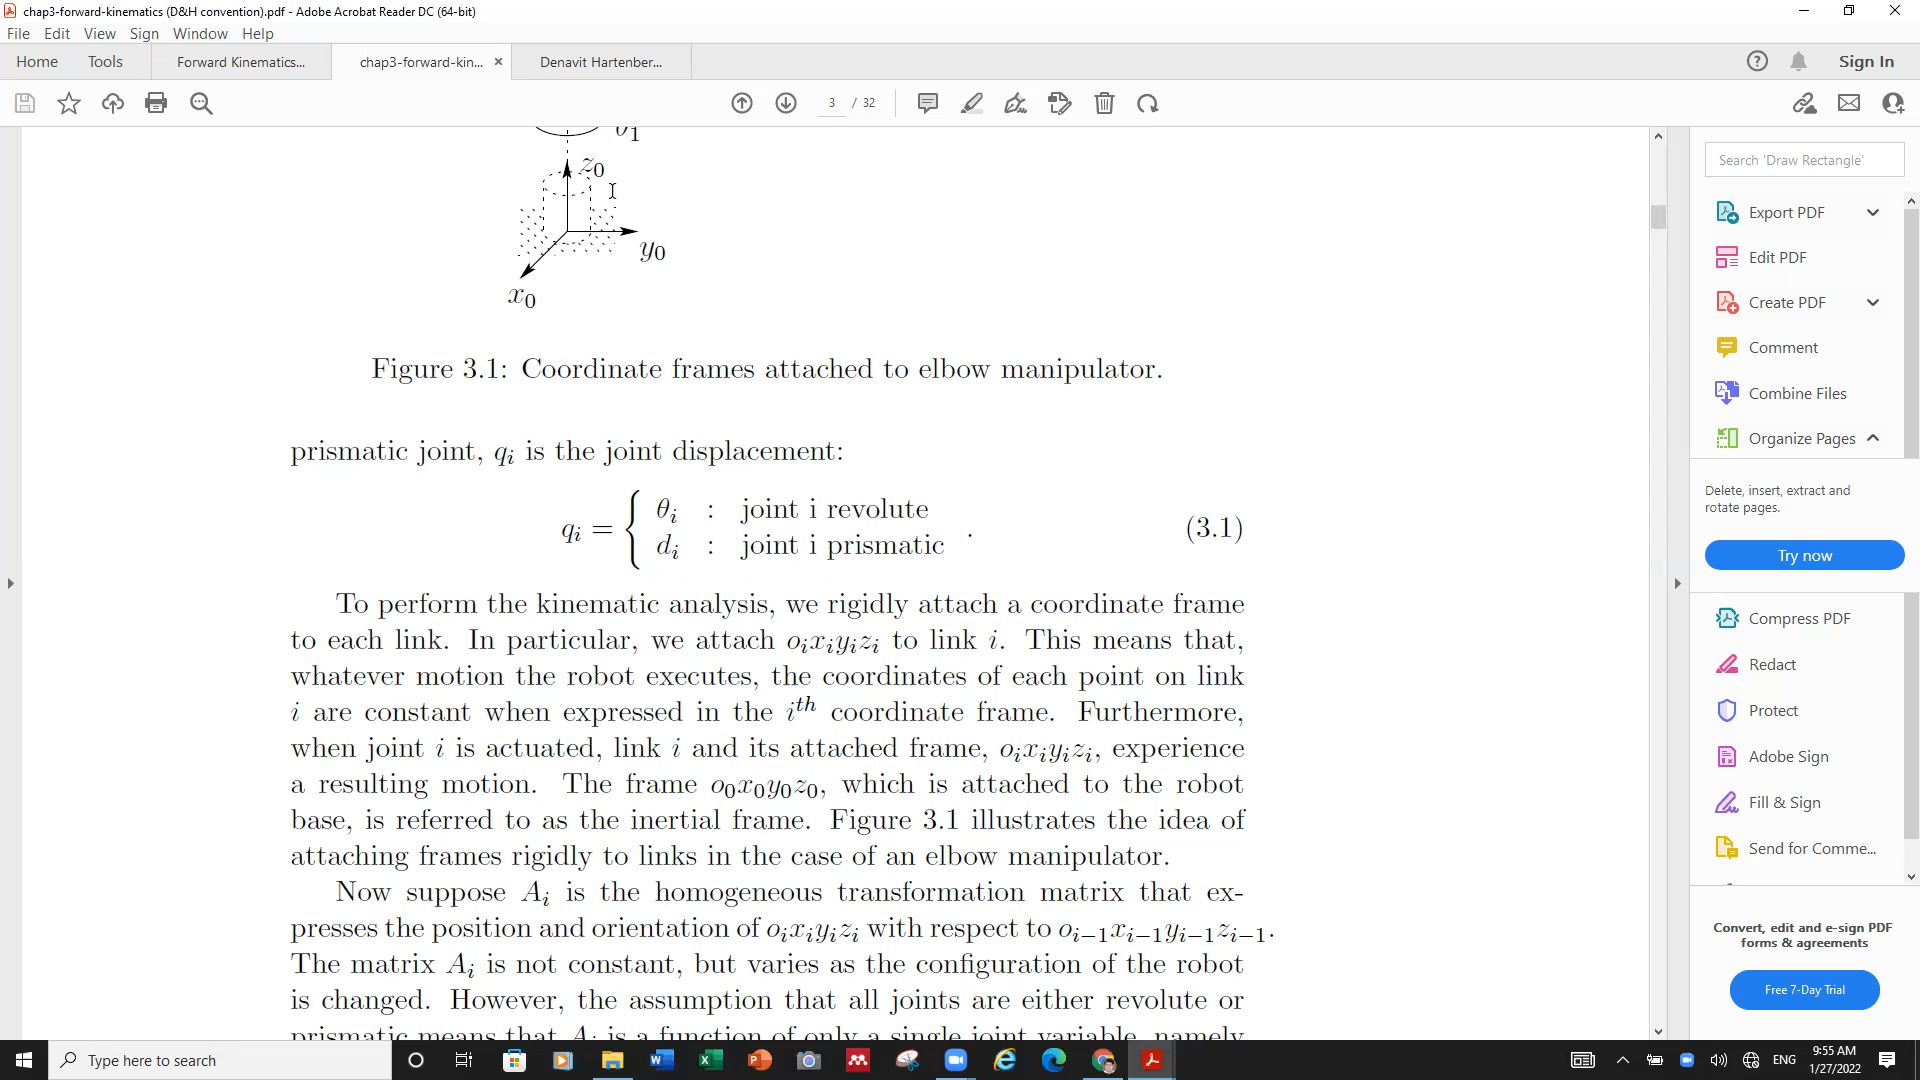 chap3-forward-kinematics (D&H convention).pdf - Adobe Acrobat Reader DC (64-bit)
File Edit View Sign Window Help
Home Tools Forward Kinematics... chap3-forward-kin... Denavit Hartenber... Sign In
3 / 32
θ1
z0
y0
x0
Figure 3.1: Coordinate frames attached to elbow manipulator.
prismatic joint, qi is the joint displacement:
qi = { θi : joint i revolute
di : joint i prismatic . (3.1)
To perform the kinematic analysis, we rigidly attach a coordinate frame
to each link. In particular, we attach oixiyizi to link i. This means that,
whatever motion the robot executes, the coordinates of each point on link
i are constant when expressed in the ith coordinate frame. Furthermore,
when joint i is actuated, link i and its attached frame, oixiyizi, experience
a resulting motion. The frame o0x0y0z0, which is attached to the robot
base, is referred to as the inertial frame. Figure 3.1 illustrates the idea of
attaching frames rigidly to links in the case of an elbow manipulator.
Now suppose Ai is the homogeneous transformation matrix that ex-
presses the position and orientation of oixiyizi with respect to oi−1xi−1yi−1zi−1.
The matrix Ai is not constant, but varies as the configuration of the robot
is changed. However, the assumption that all joints are either revolute or
prismatic means that Ai is a function of only a single joint variable, namely
Search 'Draw Rectangle'
Export PDF
Edit PDF
Create PDF
Comment
Combine Files
Organize Pages
Delete, insert, extract and
rotate pages.
Try now
Compress PDF
Redact
Protect
Adobe Sign
Fill & Sign
Send for Comme...
Convert, edit and e-sign PDF
forms & agreements
Free 7-Day Trial
Type here to search
ENG
9:55 AM
1/27/2022